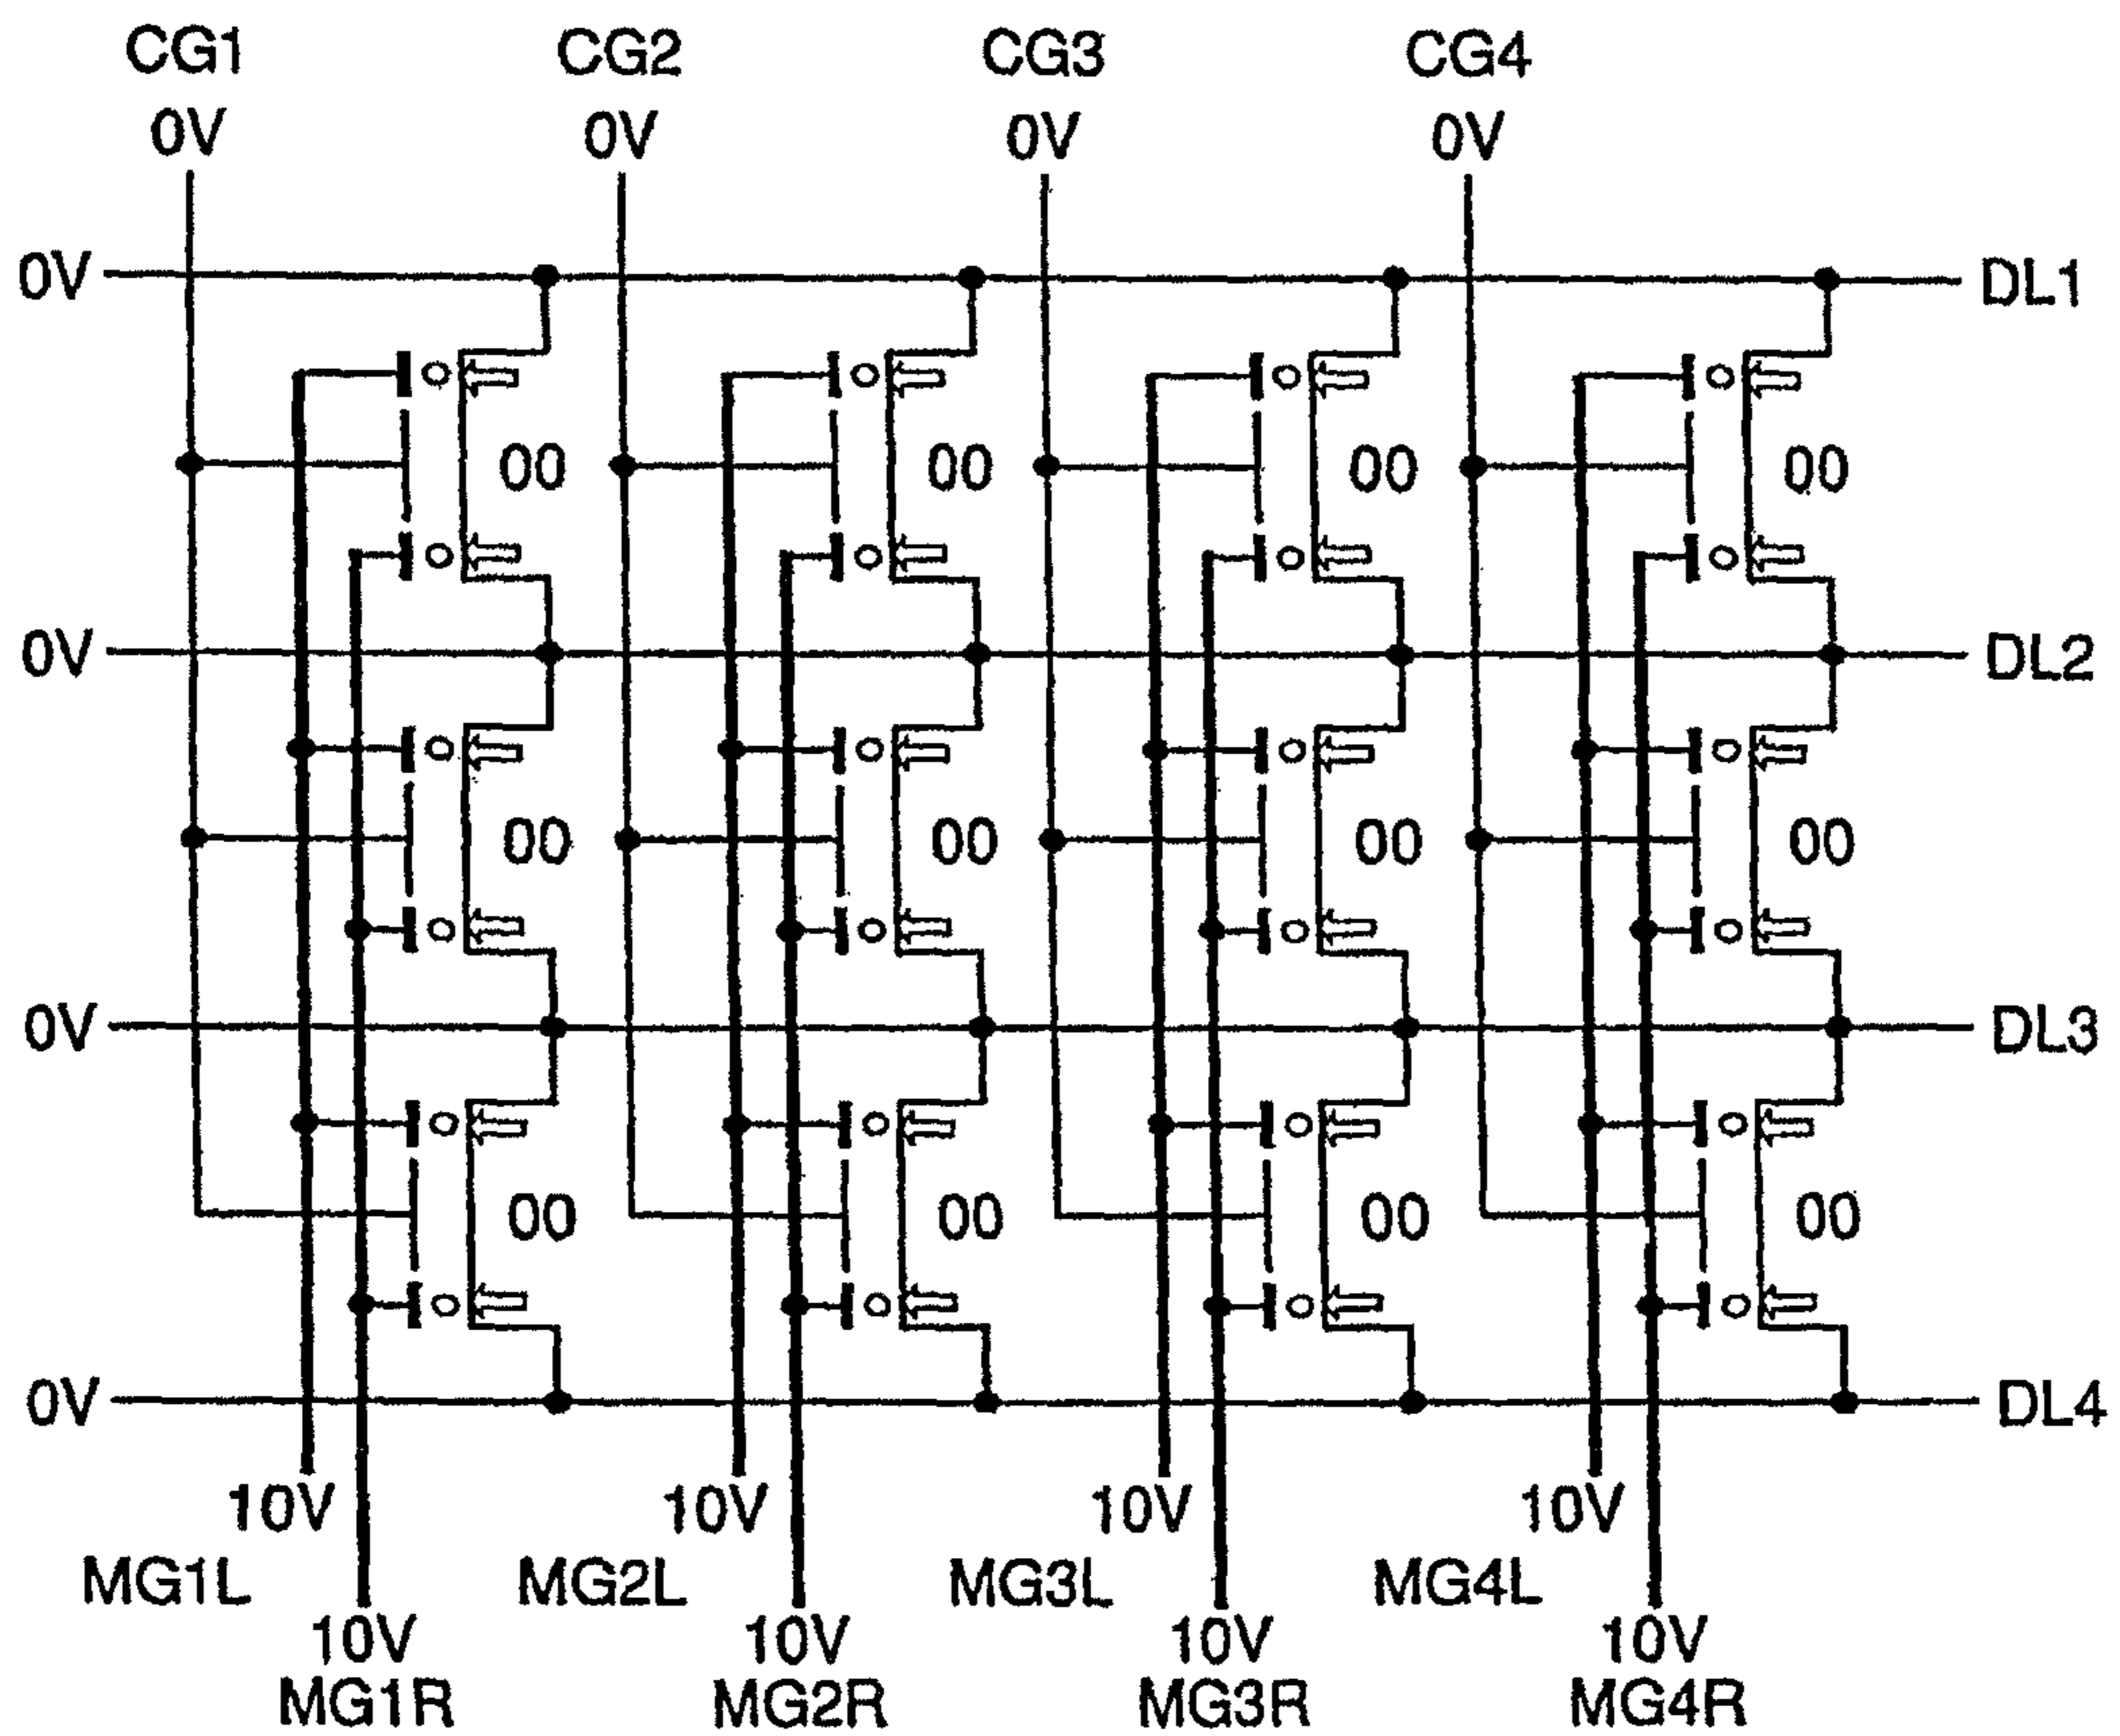 CG1 CG2 CG3 CG4
0V 0V 0V 0V
0V DL1
00 00 00 00
0V DL2
00 00 00 00
0V DL3
00 00 00 00
0V DL4
10V 10V 10V 10V
MG1L MG2L MG3L MG4L
10V 10V 10V 10V
MG1R MG2R MG3R MG4R